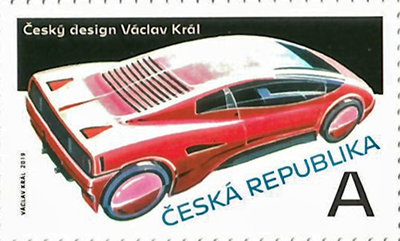 Český design Václav Král
VÁCLAV KRÁL 2019
ČESKÁ REPUBLIKA
A